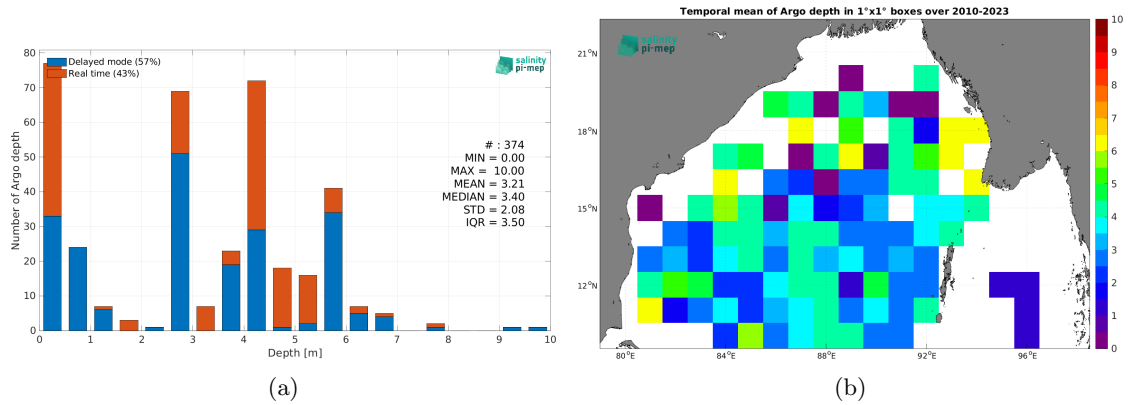 Delayed mode (57%)
Real time (43%)
salinity
pi-mep
# : 374
MIN = 0.00
MAX = 10.00
MEAN = 3.21
MEDIAN = 3.40
STD = 2.08
IQR = 3.50
Number of Argo depth
80
70
60
50
40
30
20
10
0
0 1 2 3 4 5 6 7 8 9 10
Depth [m]
(a)
Temporal mean of Argo depth in 1°x1° boxes over 2010-2023
salinity
pi-mep
21°N
18°N
15°N
12°N
80°E 84°E 88°E 92°E 96°E
10
9
8
7
6
5
4
3
2
1
0
(b)